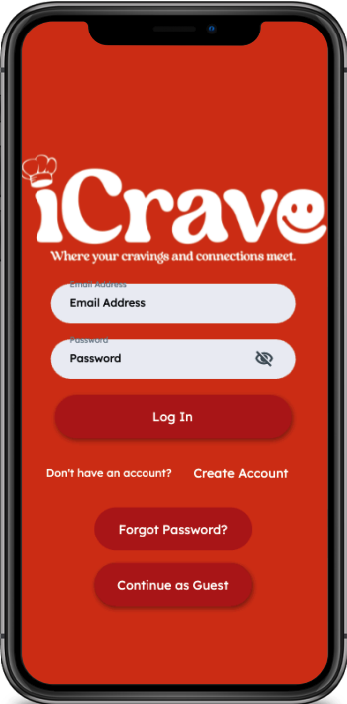 iCrave
Where your cravings and connections meet.
Email Address
Email Address
Password
Password
Log In
Don't have an account? Create Account
Forgot Password?
Continue as Guest